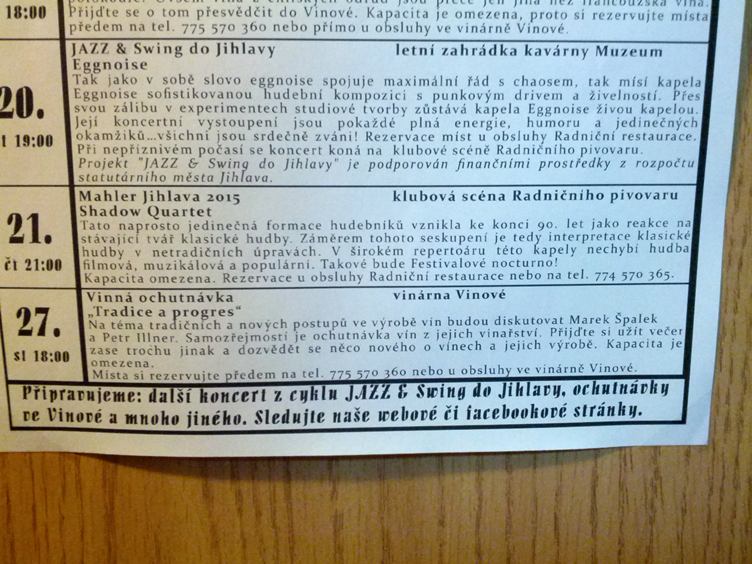 18:00
Přijďte se o tom přesvědčit do Vinové. Kapacita je omezena, proto si rezervujte místa
předem na tel. 775 570 360 nebo přímo u obsluhy ve vinárně Vinové.
20.
19:00
JAZZ & Swing do Jihlavy letní zahrádka kavárny Muzeum
Eggnoise
Tak jako v sobě slovo eggnoise spojuje maximální řád s chaosem, tak mísí kapela
Eggnoise sofistikovanou hudební kompozici s punkovým drivem a živelností. Přes
svou zálibu v experimentech studiové tvorby zůstává kapela Eggnoise živou kapelou.
Její koncertní vystoupení jsou pokaždé plná energie, humoru a jedinečných
okamžiků...všichni jsou srdečně zváni! Rezervace míst u obsluhy Radniční restaurace.
Při nepříznivém počasí se koncert koná na klubové scéně Radničního pivovaru.
Projekt "JAZZ & Swing do Jihlavy" je podporován finančními prostředky z rozpočtu
statutárního města Jihlava.
21.
čt 21:00
Mahler Jihlava 2015 klubová scéna Radničního pivovaru
Shadow Quartet
Tato naprosto jedinečná formace hudebníků vznikla ke konci 90. let jako reakce na
stávající tvář klasické hudby. Záměrem tohoto seskupení je tedy interpretace klasické
hudby v netradičních úpravách. V širokém repertoáru této kapely nechybí hudba
filmová, muzikálová a populární. Takové bude Festivalové nocturno!
Kapacita omezena. Rezervace u obsluhy Radniční restaurace nebo na tel. 774 570 365.
27.
st 18:00
Vinná ochutnávka vinárna Vinové
„Tradice a progres“
Na téma tradičních a nových postupů ve výrobě vín budou diskutovat Marek Špalek
a Petr Illner. Samozřejmostí je ochutnávka vín z jejich vinařství. Přijďte si užít večer
zase trochu jinak a dozvědět se něco nového o vínech a jejich výrobě. Kapacita je
omezena.
Místa si rezervujte předem na tel. 775 570 360 nebo u obsluhy ve vinárně Vinové.
Připravujeme: další koncert z cyklu JAZZ & Swing do Jihlavy, ochutnávky
ve Vinové a mnoho jiného. Sledujte naše webové či facebookové stránky.